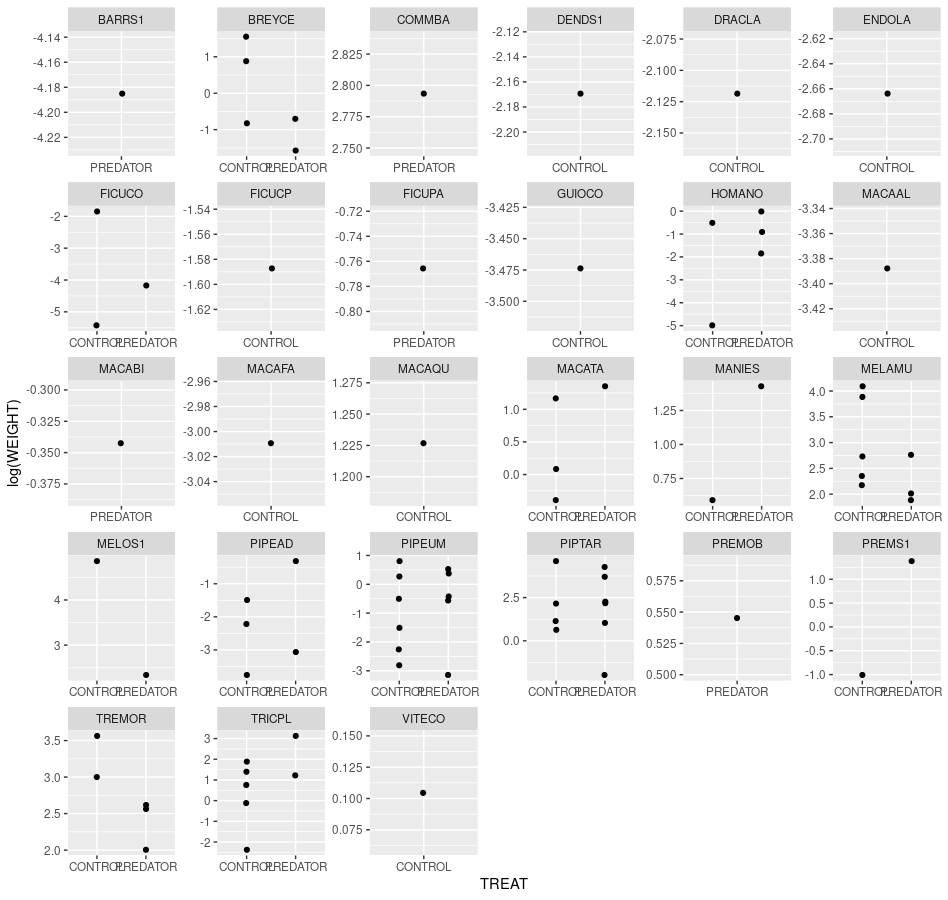 BARRS1 BREYCE COMMBA DENDS1 DRACLA ENDOLA
-4.14 -4.16 -4.18 -4.20 -4.22
1 0 -1
2.825 2.800 2.775 2.750
-2.12 -2.14 -2.16 -2.18 -2.20
-2.075 -2.100 -2.125 -2.150
-2.62 -2.64 -2.66 -2.68 -2.70
PREDATOR CONTROL PREDATOR PREDATOR CONTROL CONTROL CONTROL
FICUCO FICUCP FICUPA GUIOCO HOMANO MACAAL
-2 -3 -4 -5
-1.54 -1.56 -1.58 -1.60 -1.62
-0.72 -0.74 -0.76 -0.78 -0.80
-3.425 -3.450 -3.475 -3.500
0 -1 -2 -3 -4 -5
-3.34 -3.36 -3.38 -3.40 -3.42
CONTROL PREDATOR CONTROL PREDATOR CONTROL CONTROL PREDATOR CONTROL
MACABI MACAFA MACAQU MACATA MANIES MELAMU
log(WEIGHT)
-0.300 -0.325 -0.350 -0.375
-2.96 -2.98 -3.00 -3.02 -3.04
1.275 1.250 1.225 1.200
1.0 0.5 0.0
1.25 1.00 0.75
4.0 3.5 3.0 2.5 2.0
PREDATOR CONTROL CONTROL CONTROL PREDATOR CONTROL PREDATOR CONTROL PREDATOR
MELOS1 PIPEAD PIPEUM PIPTAR PREMOB PREMS1
4 3
-1 -2 -3
1 0 -1 -2 -3
2.5 0.0
0.575 0.550 0.525 0.500
1.0 0.5 0.0 -0.5 -1.0
CONTROL PREDATOR CONTROL PREDATOR CONTROL PREDATOR CONTROL PREDATOR PREDATOR CONTROL PREDATOR
TREMOR TRICPL VITECO
3.5 3.0 2.5 2.0
3 2 1 0 -1 -2
0.150 0.125 0.100 0.075
CONTROL PREDATOR CONTROL PREDATOR CONTROL
TREAT